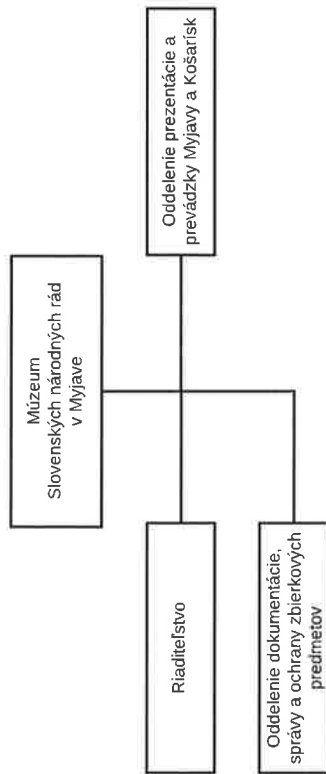 Múzeum
Slovenských národných rád
v Myjave
Riaditeľstvo
Oddelenie prezentácie a
prevádzky Myjavy a Košarísk
Oddelenie dokumentácie,
správy a ochrany zbierkových
predmetov